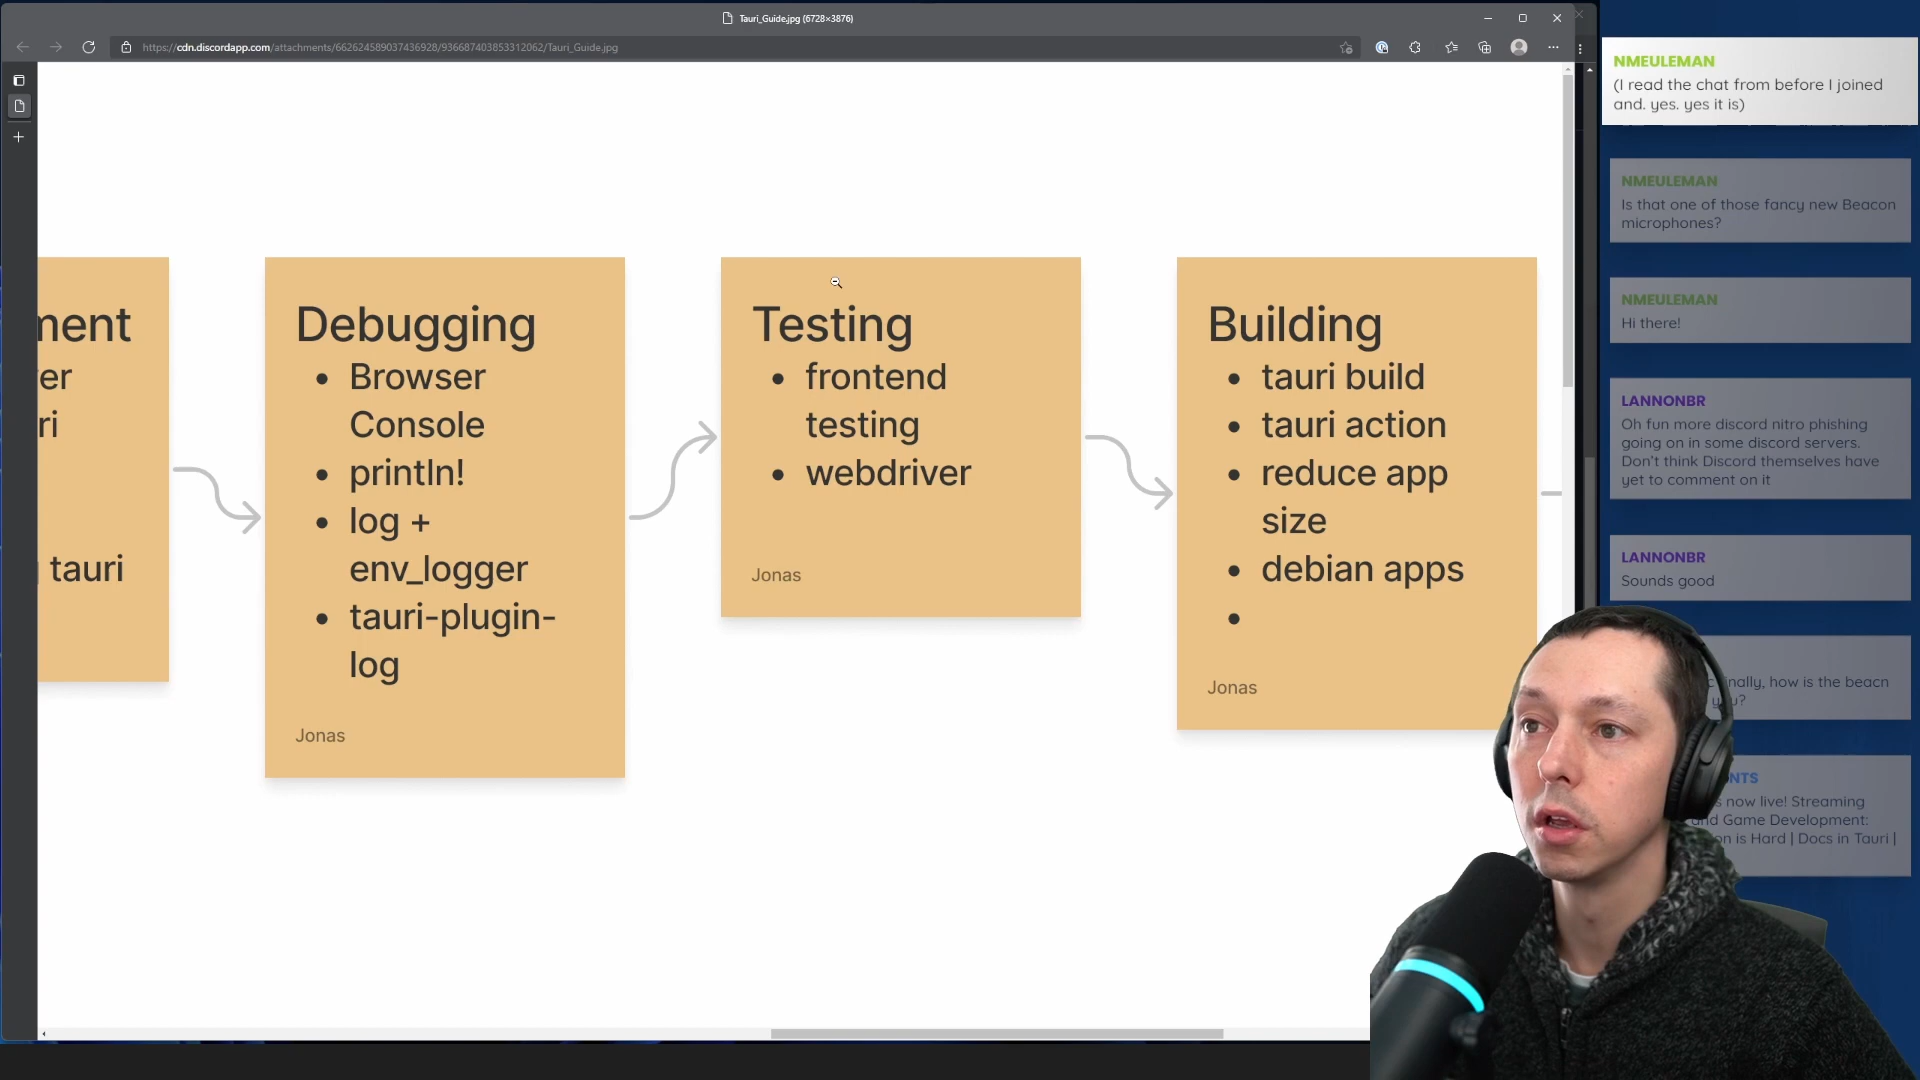 Tauri_Guide.jpg (6728×3876)
https://cdn.discordapp.com/attachments/662624589037436928/936687403853312062/Tauri_Guide.jpg
ment
er
ri
tauri
Debugging
• Browser
Console
• println!
• log +
env_logger
• tauri-plugin-
log
Jonas
Testing
• frontend
testing
• webdriver
Jonas
Building
• tauri build
• tauri action
• reduce app
size
• debian apps
•
Jonas
NMEULEMAN
(I read the chat from before I joined
and. yes. yes it is)
NMEULEMAN
Is that one of those fancy new Beacon
microphones?
NMEULEMAN
Hi there!
LANNONBR
Oh fun more discord nitro phishing
going on in some discord servers.
Don't think Discord themselves have
yet to comment on it
LANNONBR
Sounds good
nally, how is the beacn
you?
NTS
s now live! Streaming
and Game Development:
on is Hard | Docs in Tauri |